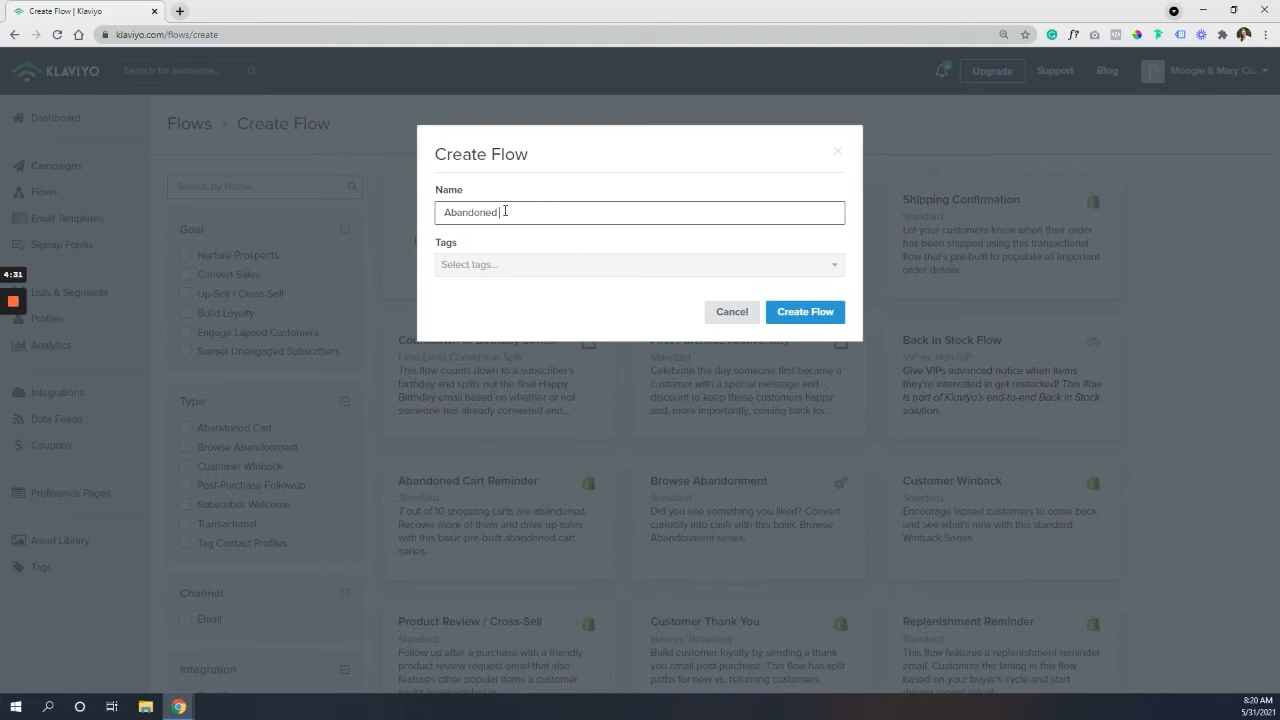 Create Flow | Klaviyo
klaviyo.com/flows/create
KLAVIYO
Search for someone...
Upgrade
Support
Blog
Moogie & Mary Co.
Dashboard
Campaigns
Flows
Email Templates
Signup Forms
4:31
Lists & Segments
Profiles
Analytics
Integrations
Data Feeds
Coupons
Preference Pages
Asset Library
Tags
Flows › Create Flow
Search by Name
Goal
Nurture Prospects
Convert Sales
Up-Sell / Cross-Sell
Build Loyalty
Engage Lapsed Customers
Sunset Unengaged Subscribers
Type
Abandoned Cart
Browse Abandonment
Customer Winback
Post-Purchase Followup
Subscriber Welcome
Transactional
Tag Contact Profiles
Channel
Email
Integration
Create Flow
Name
Abandoned
Tags
Select tags...
Cancel
Create Flow
Shipping Confirmation
Standard
Let your customers know when their order
has been shipped using this transactional
flow that's pre-built to populate all important
order details.
Countdown to Birthday Series
Final Email Conversion Split
This flow counts down to a subscriber's
birthday and splits out the final Happy
Birthday email based on whether or not
someone has already converted and...
First Purchase Anniversary
Standard
Celebrate the day someone first became a
customer with a special message and
discount to keep these customers happy
and, more importantly, coming back for...
Back In Stock Flow
VIP vs. Non-VIP
Give VIPs advanced notice when items
they're interested in get restocked! This flow
is part of Klaviyo's end-to-end Back in Stock
solution.
Abandoned Cart Reminder
Standard
7 out of 10 shopping carts are abandoned.
Recover more of them and drive up sales
with this basic pre-built abandoned cart
series.
Browse Abandonment
Standard
Did you see something you liked? Convert
curiosity into cash with this basic Browse
Abandonment series.
Customer Winback
Standard
Encourage lapsed customers to come back
and see what's new with this standard
Winback Series.
Product Review / Cross-Sell
Standard
Follow up after a purchase with a friendly
product review request email that also
features other popular items a customer
might be interested in.
Customer Thank You
New vs. Returning
Build customer loyalty by sending a thank
you email post-purchase. This flow has split
paths for new vs. returning customers.
Replenishment Reminder
Standard
This flow features a replenishment reminder
email. Customize the timing in this flow
based on your buyer's cycle and start
8:20 AM
5/31/2021